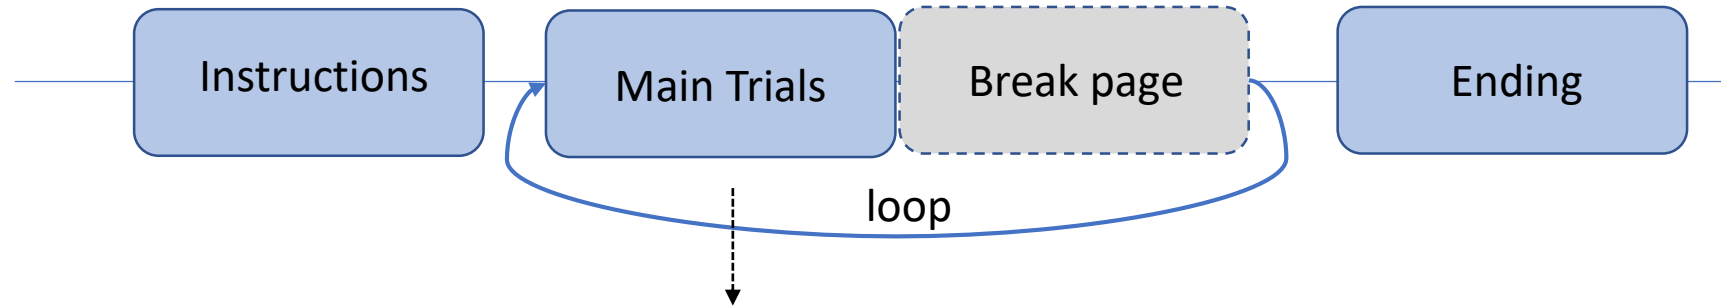 Instructions
Main Trials
Break page
Ending
loop